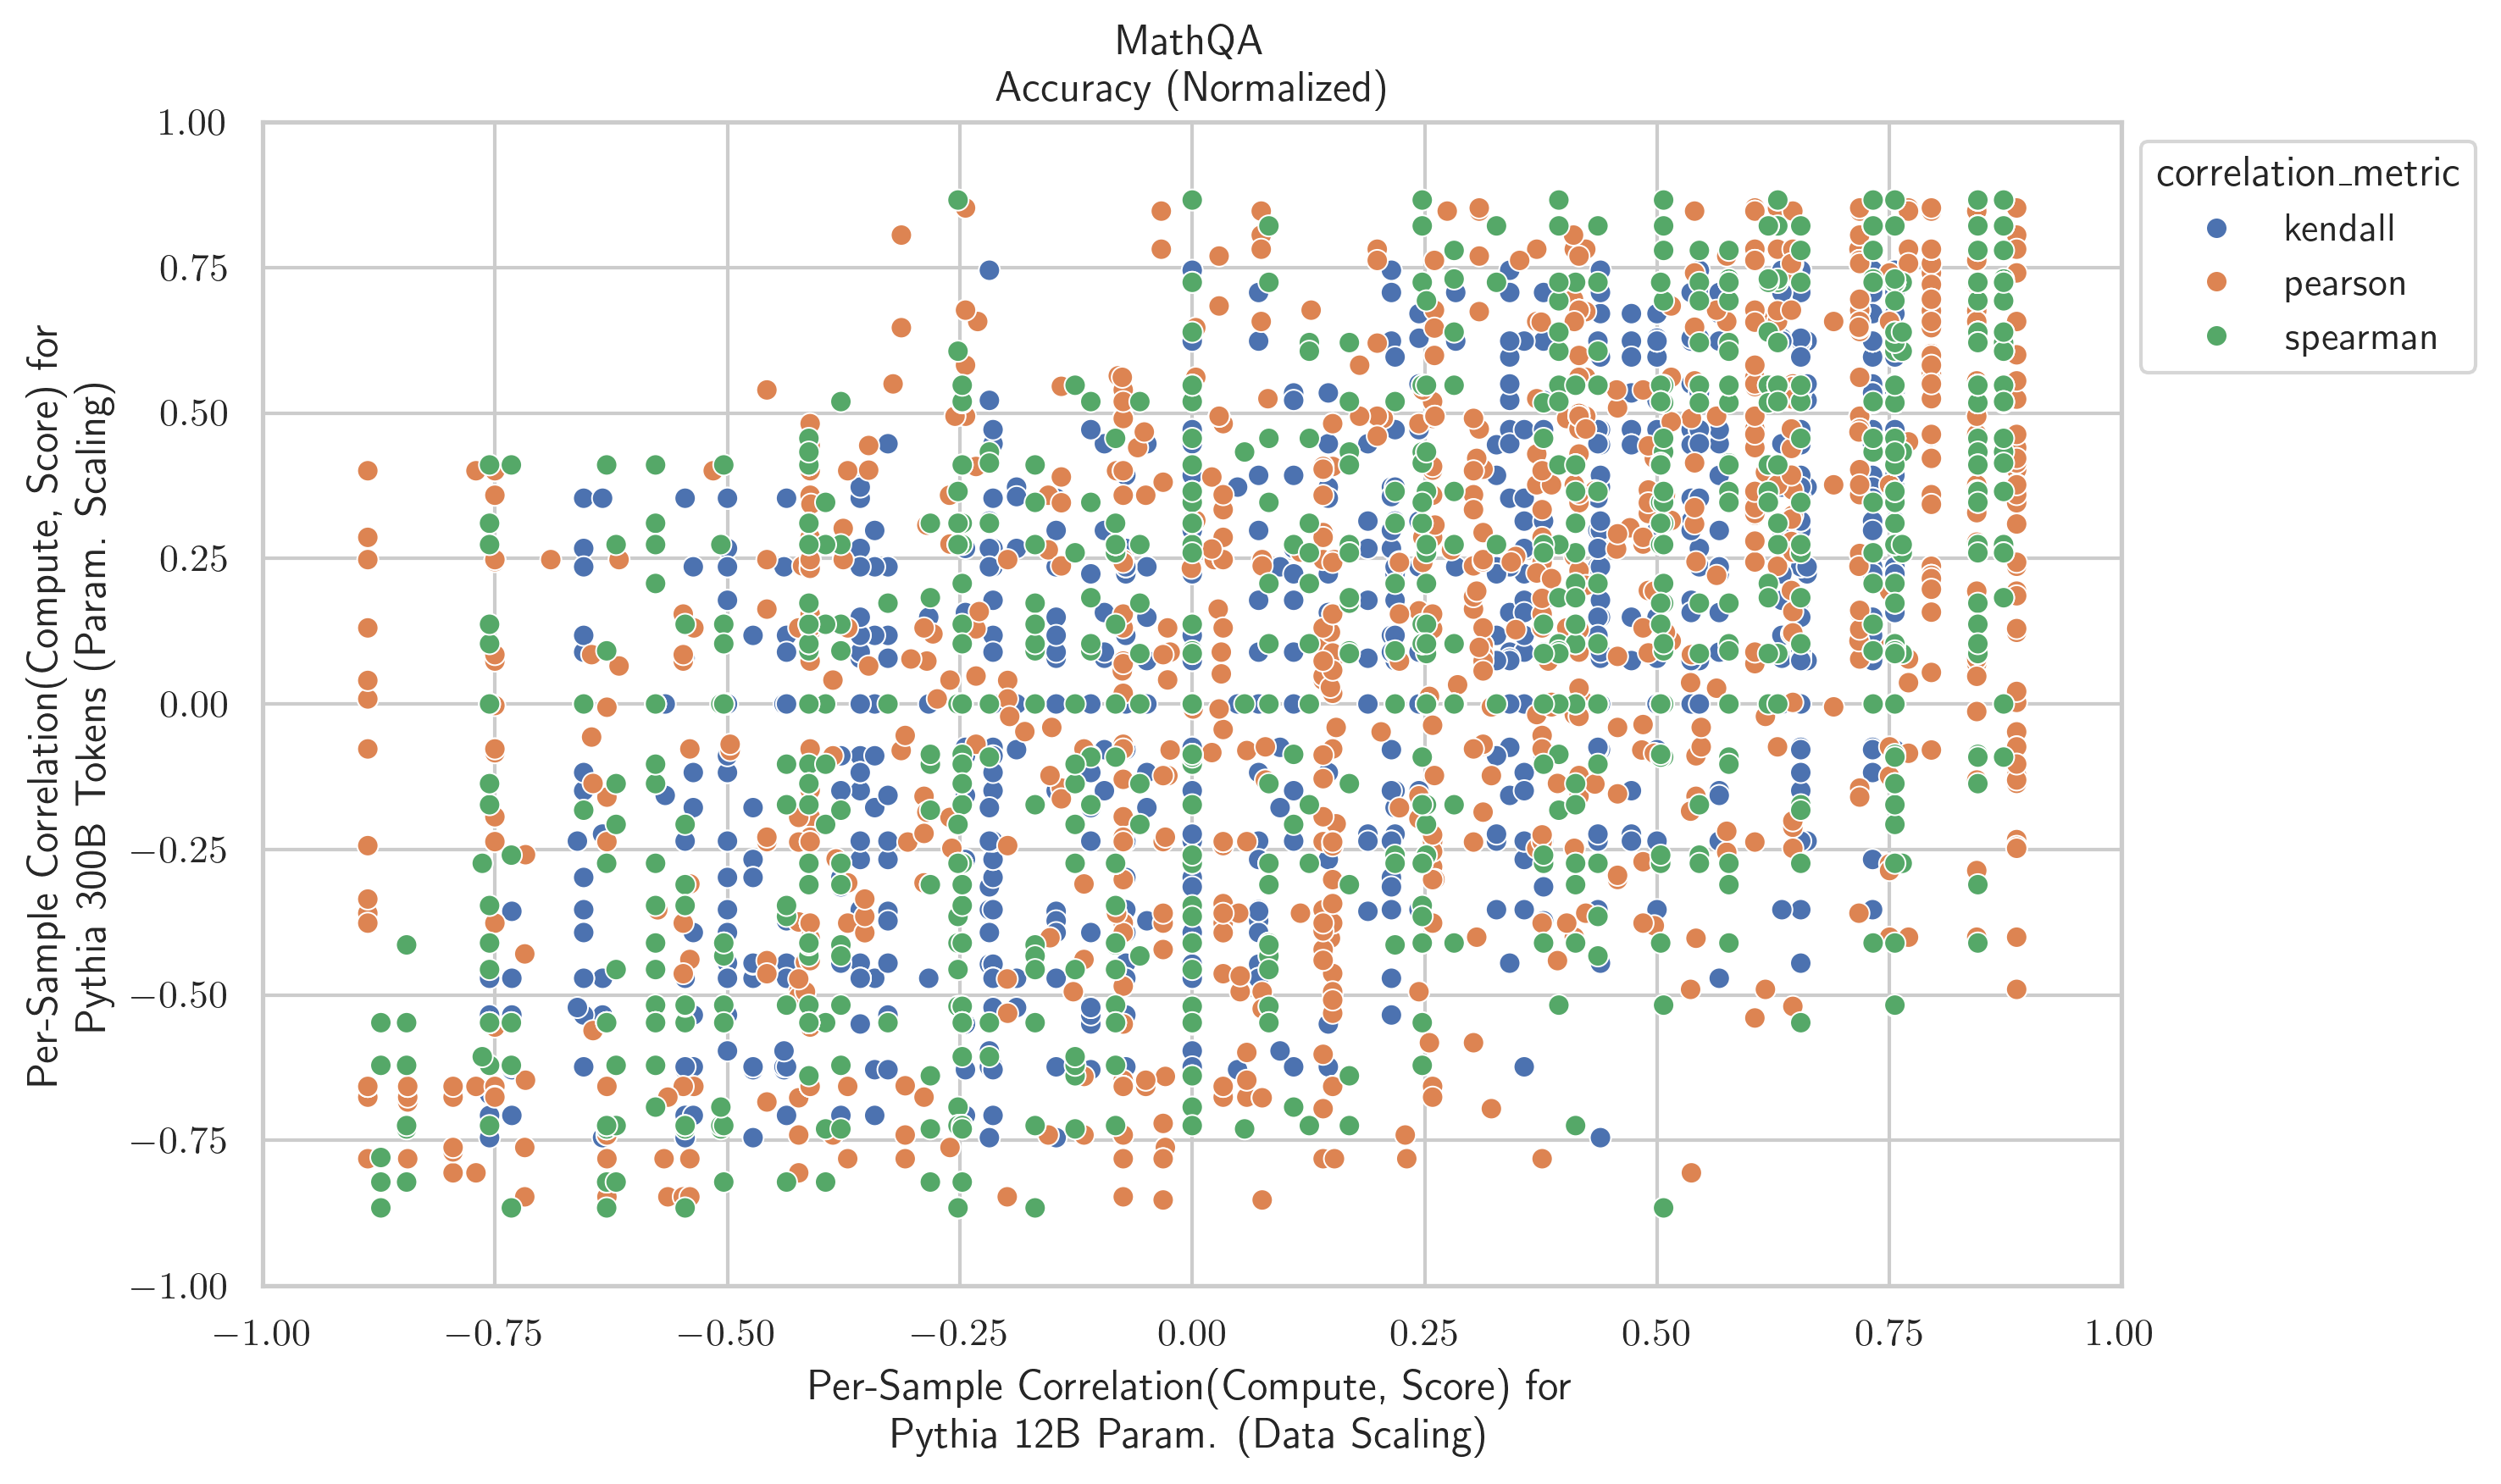 MathQA
Accuracy (Normalized)
Per-Sample Correlation(Compute, Score) for
Pythia 300B Tokens (Param. Scaling)
1.00
0.75
0.50
0.25
0.00
−0.25
−0.50
−0.75
−1.00
−1.00
−0.75
−0.50
−0.25
0.00
0.25
0.50
0.75
1.00
Per-Sample Correlation(Compute, Score) for
Pythia 12B Param. (Data Scaling)
correlation_metric
kendall
pearson
spearman